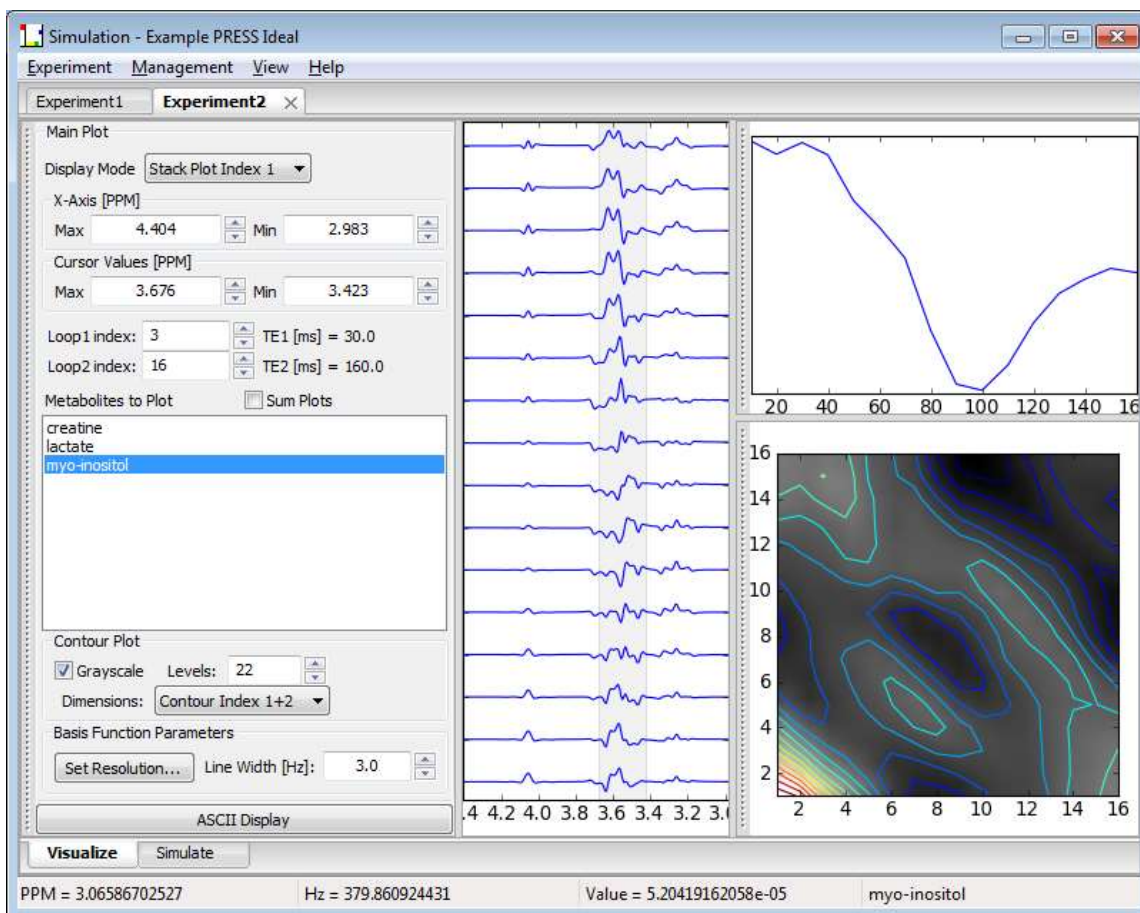 Simulation - Example PRESS Ideal
Experiment Management View Help
Experiment1 Experiment2
Main Plot
Display Mode Stack Plot Index 1
X-Axis [PPM]
Max 4.404 Min 2.983
Cursor Values [PPM]
Max 3.676 Min 3.423
Loop1 index: 3 TE1 [ms] = 30.0
Loop2 index: 16 TE2 [ms] = 160.0
Metabolites to Plot Sum Plots
creatine
lactate
myo-inositol
Contour Plot
Grayscale Levels: 22
Dimensions: Contour Index 1+2
Basis Function Parameters
Set Resolution... Line Width [Hz]: 3.0
ASCII Display
.4 4.2 4.0 3.8 3.6 3.4 3.2 3.0
20 40 60 80 100 120 140 16
16
14
12
10
8
6
4
2
2 4 6 8 10 12 14 16
Visualize Simulate
PPM = 3.06586702527 Hz = 379.860924431 Value = 5.20419162058e-05 myo-inositol